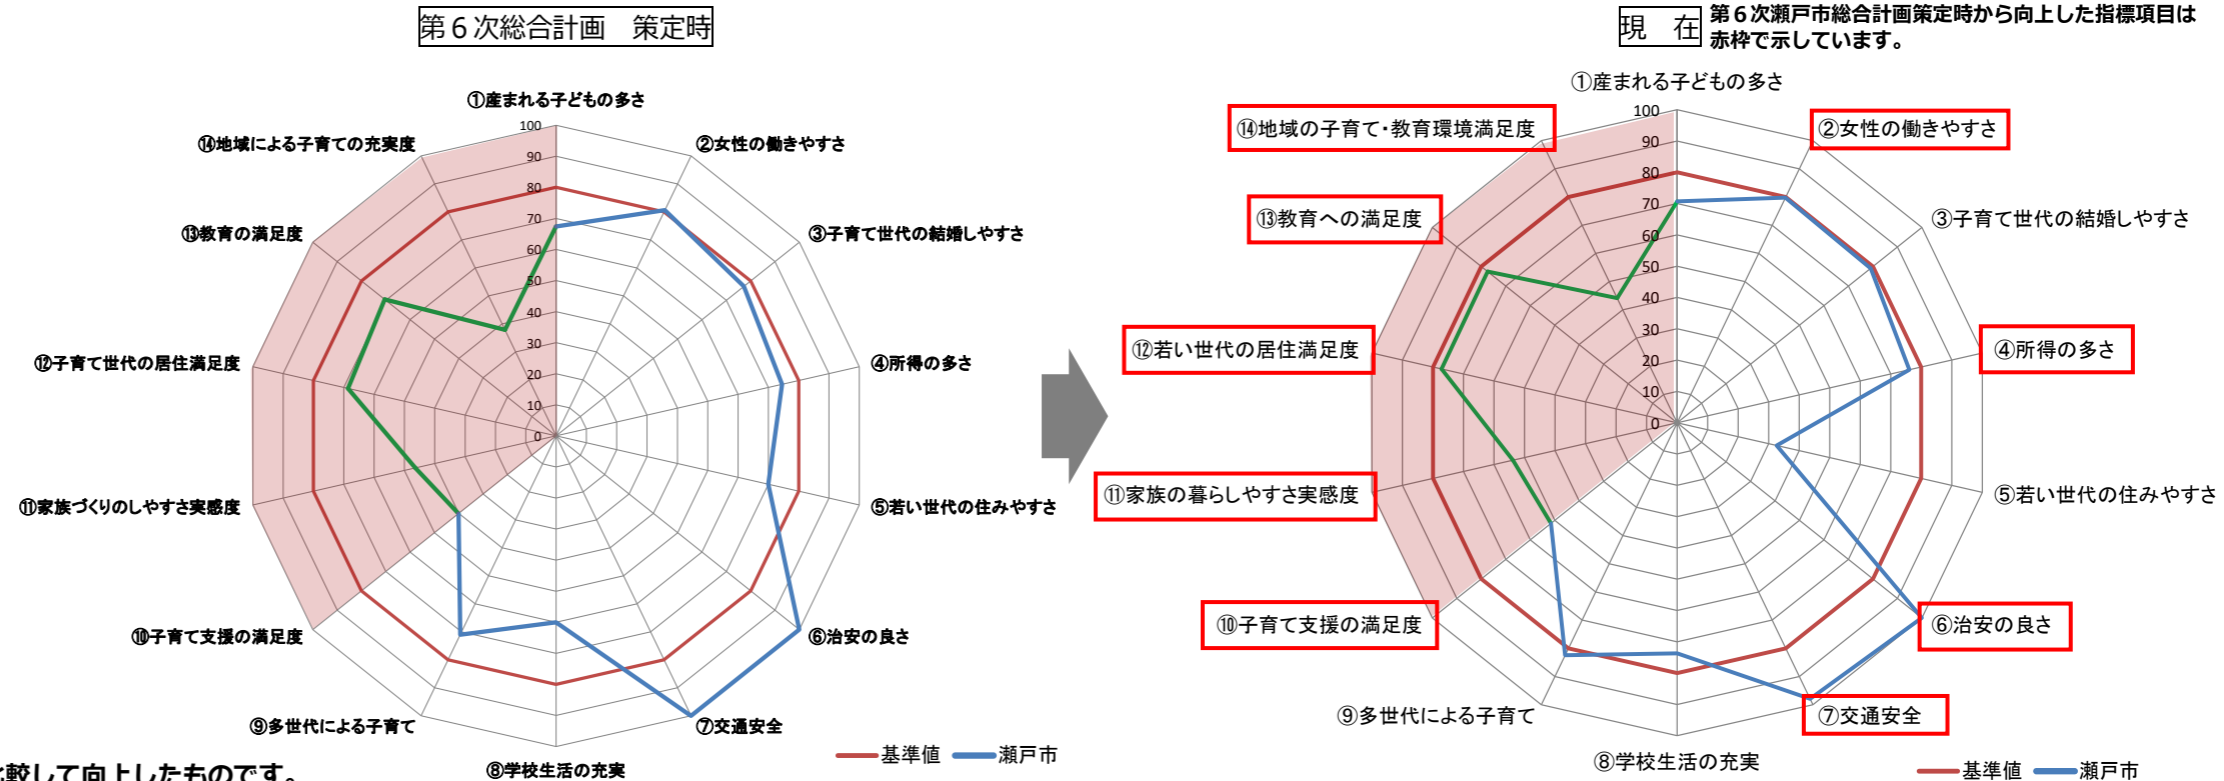 第６次総合計画　策定時
①産まれる子どもの多さ
②女性の働きやすさ
③子育て世代の結婚しやすさ
④所得の多さ
⑤若い世代の住みやすさ
⑥治安の良さ
⑦交通安全
⑧学校生活の充実
⑨多世代による子育て
⑩子育て支援の満足度
⑪家族づくりのしやすさ実感度
⑫子育て世代の居住満足度
⑬教育の満足度
⑭地域による子育ての充実度
100
90
80
70
60
50
40
30
20
10
0
基準値
瀬戸市
較して向上したものです。
現　在
第６次瀬戸市総合計画策定時から向上した指標項目は
赤枠で示しています。
①産まれる子どもの多さ
②女性の働きやすさ
③子育て世代の結婚しやすさ
④所得の多さ
⑤若い世代の住みやすさ
⑥治安の良さ
⑦交通安全
⑧学校生活の充実
⑨多世代による子育て
⑩子育て支援の満足度
⑪家族の暮らしやすさ実感度
⑫若い世代の居住満足度
⑬教育への満足度
⑭地域の子育て・教育環境満足度
100
90
80
70
60
50
40
30
20
10
0
基準値
瀬戸市